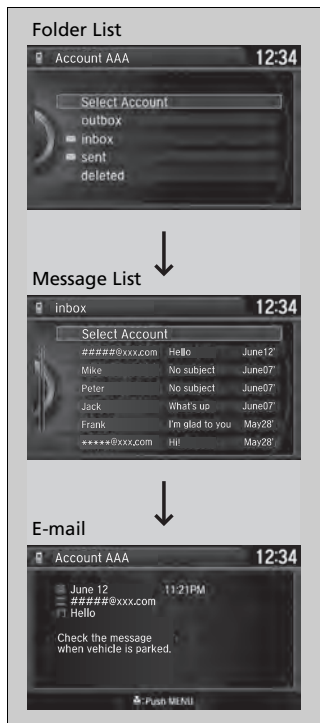 Folder List
Account AAA 12:34
Select Account
outbox
inbox
sent
deleted
Message List
inbox 12:34
Select Account
#####@xxx.com Hello June12'
Mike No subject June07'
Peter No subject June07'
Jack What's up June07'
Frank I'm glad to you May28'
*****@xxx.com Hi! May28'
E-mail
Account AAA 12:34
June 12 11:21PM
#####@xxx.com
Hello
Check the message
when vehicle is parked.
:Push MENU